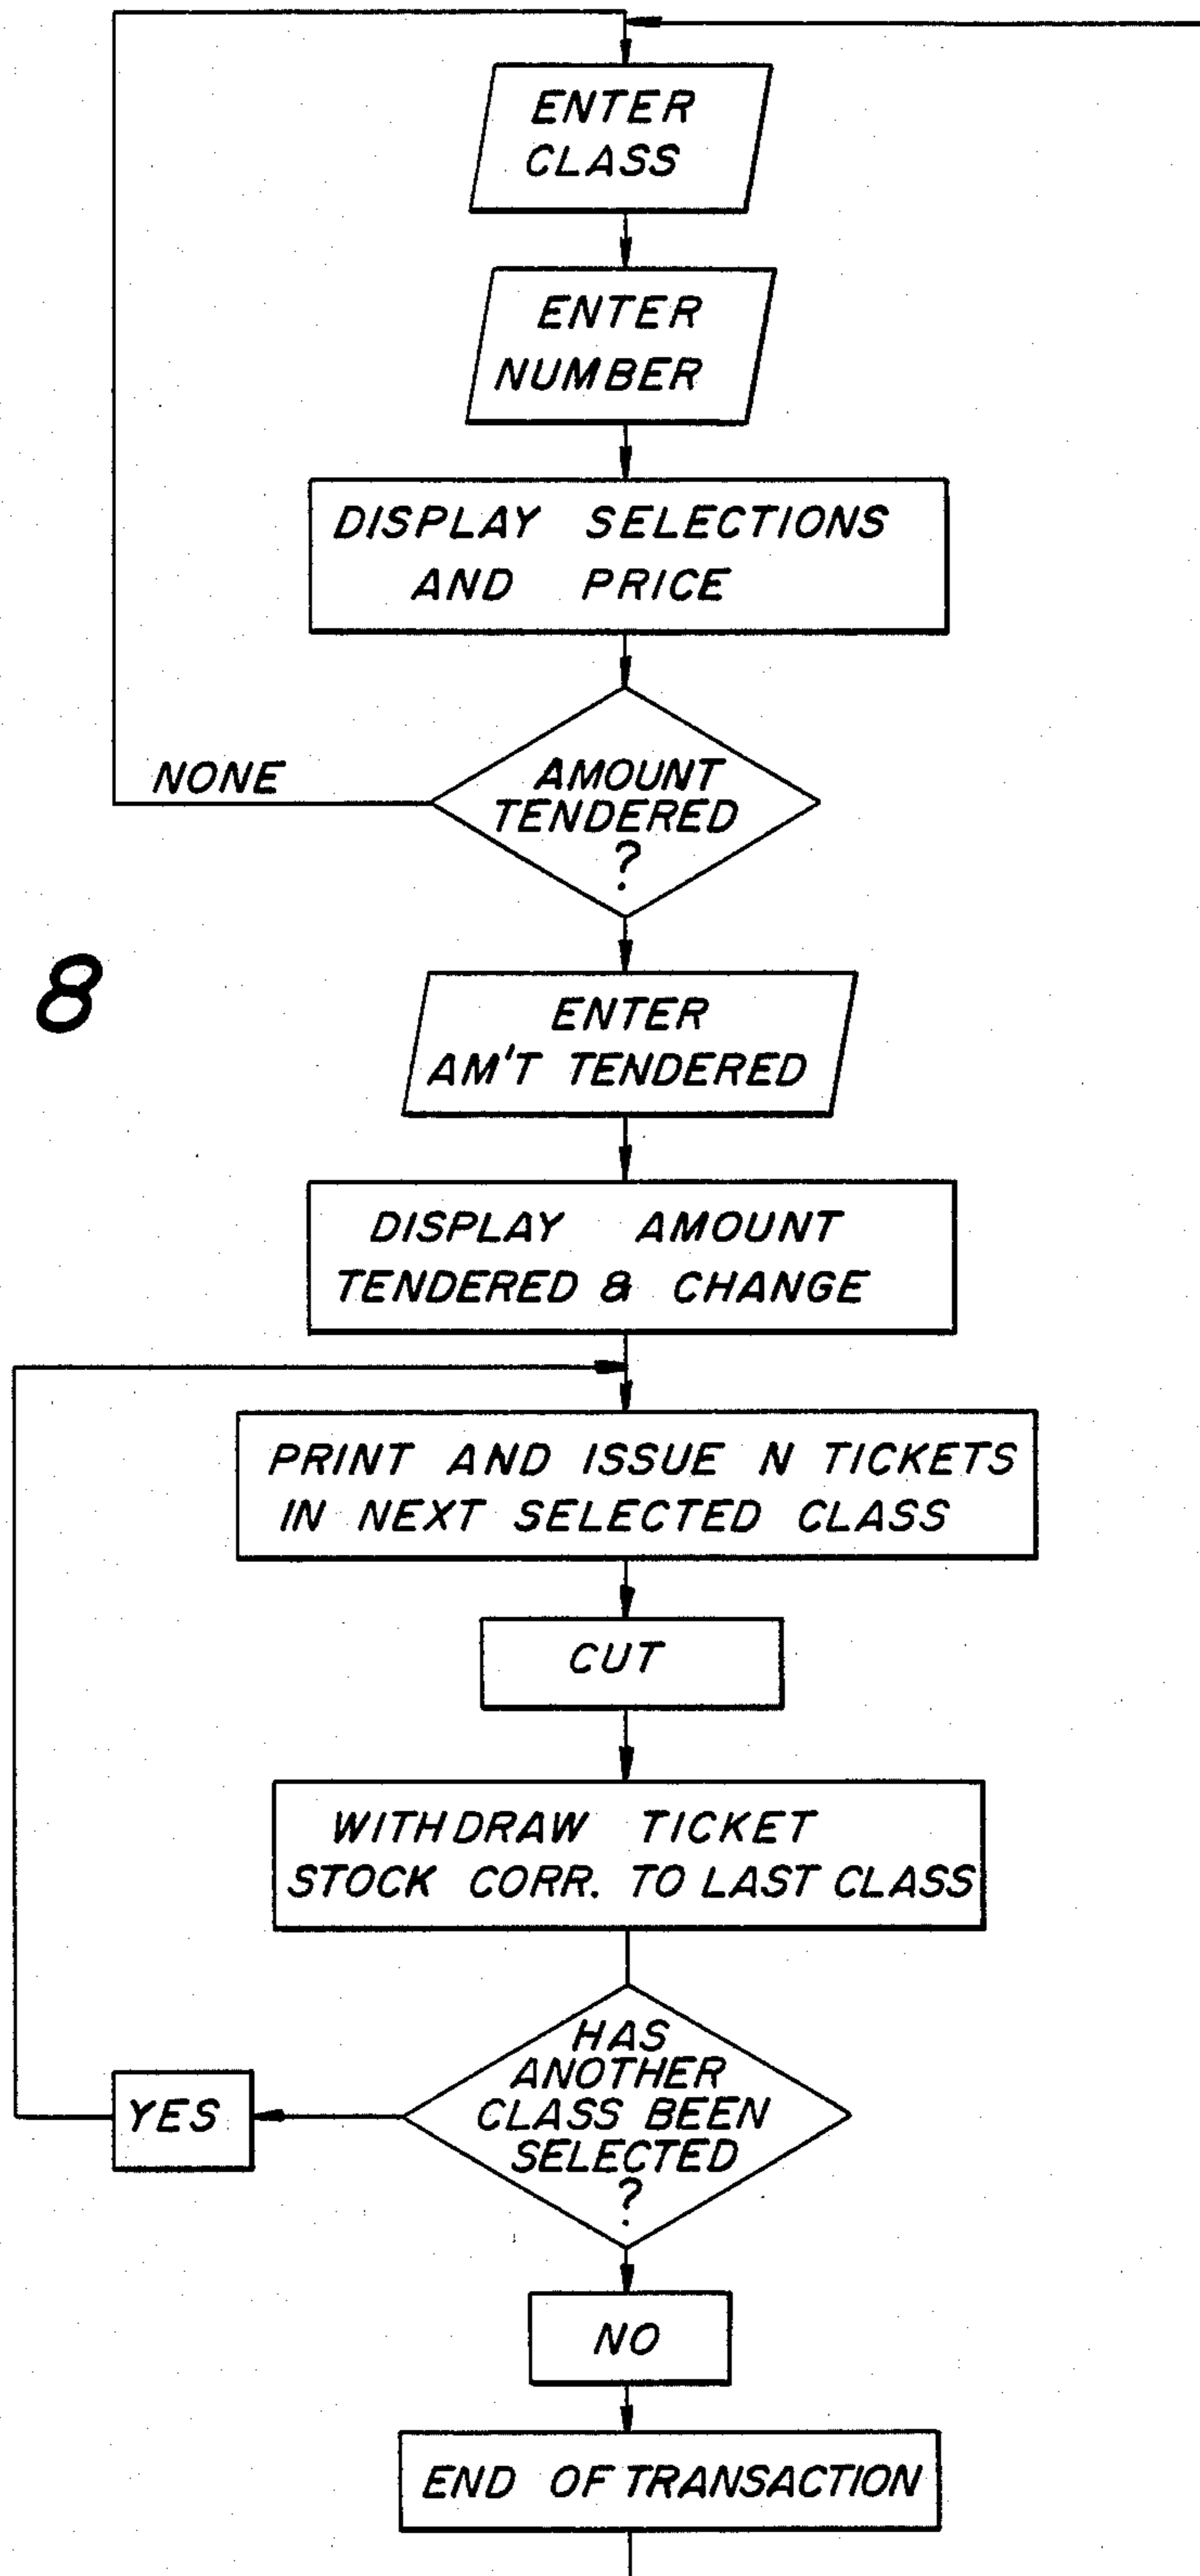 ENTER
CLASS
ENTER
NUMBER
DISPLAY SELECTIONS
AND PRICE
AMOUNT
TENDERED
?
NONE
8
ENTER
AM'T TENDERED
DISPLAY AMOUNT
TENDERED & CHANGE
PRINT AND ISSUE N TICKETS
IN NEXT SELECTED CLASS
CUT
WITHDRAW TICKET
STOCK CORR. TO LAST CLASS
HAS
ANOTHER
CLASS BEEN
SELECTED
?
YES
NO
END OF TRANSACTION